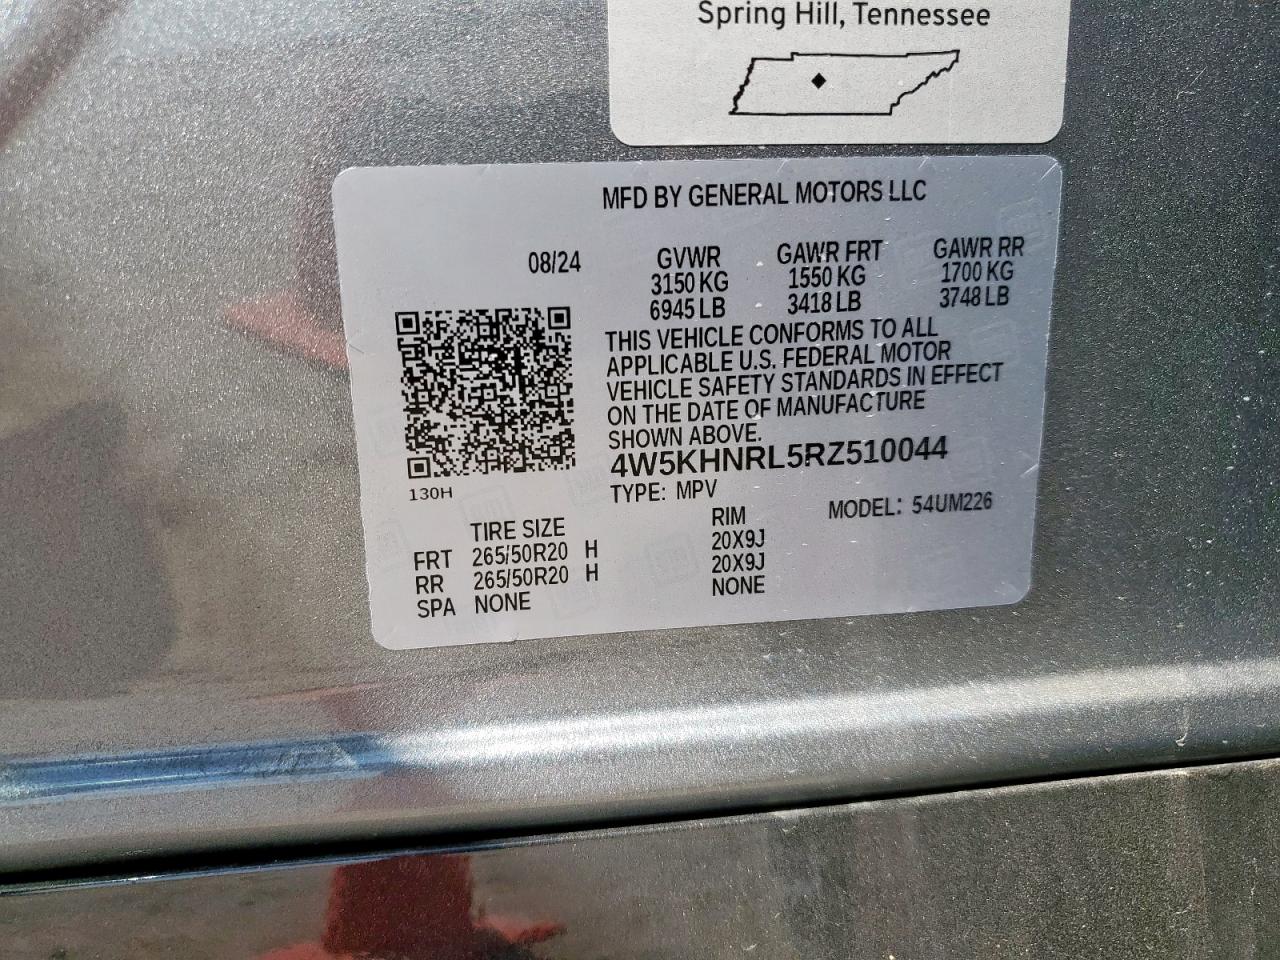 Spring Hill, Tennessee
MFD BY GENERAL MOTORS LLC
08/24 GVWR GAWR FRT GAWR RR
3150 KG 1550 KG 1700 KG
6945 LB 3418 LB 3748 LB
THIS VEHICLE CONFORMS TO ALL
APPLICABLE U.S. FEDERAL MOTOR
VEHICLE SAFETY STANDARDS IN EFFECT
ON THE DATE OF MANUFACTURE
SHOWN ABOVE.
4W5KHNRL5RZ510044
130H
TYPE: MPV MODEL: 54UM226
TIRE SIZE RIM
FRT 265/50R20 H 20X9J
RR 265/50R20 H 20X9J
SPA NONE NONE